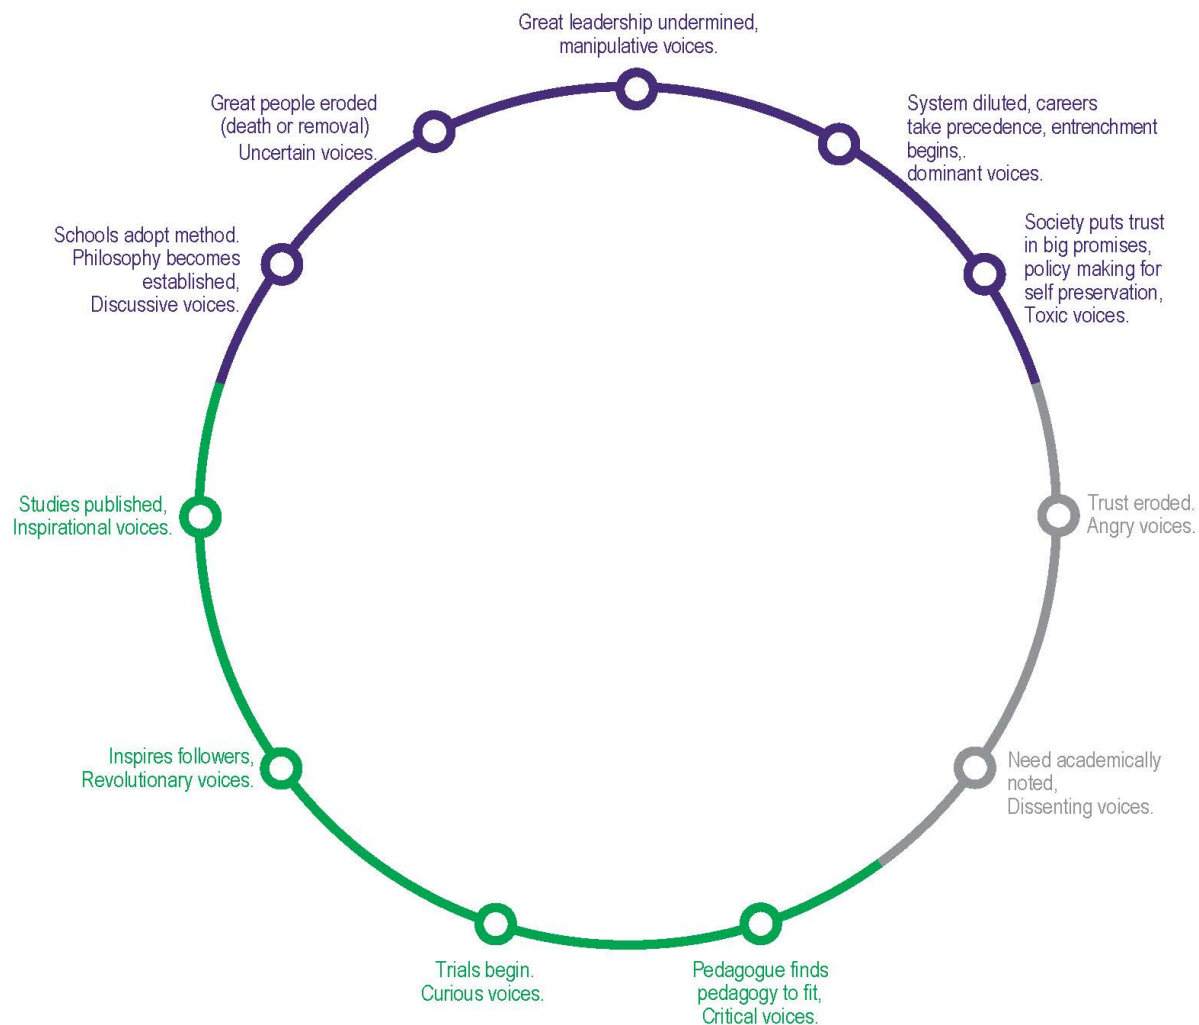 Great leadership undermined,
manipulative voices.
System diluted, careers
take precedence, entrenchment
begins,.
dominant voices.
Society puts trust
in big promises,
policy making for
self preservation,
Toxic voices.
Trust eroded.
Angry voices.
Need academically
noted,
Dissenting voices.
Pedagogue finds
pedagogy to fit,
Critical voices.
Trials begin.
Curious voices.
Inspires followers,
Revolutionary voices.
Studies published,
Inspirational voices.
Schools adopt method.
Philosophy becomes
established,
Discussive voices.
Great people eroded
(death or removal)
Uncertain voices.